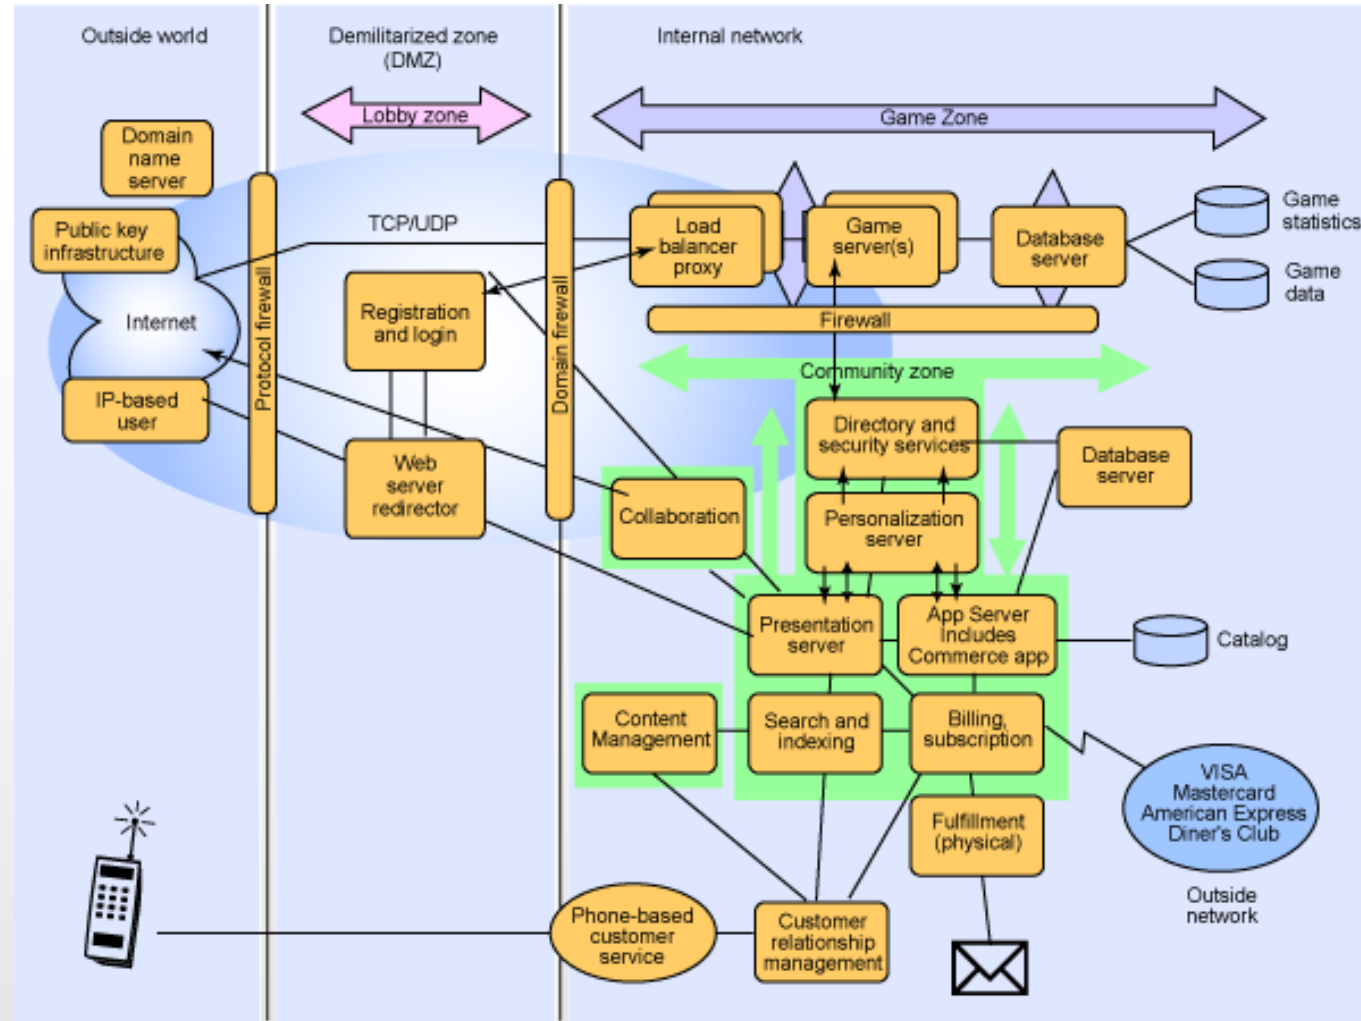 Outside world
Demilitarized zone
(DMZ)
Internal network
Lobby zone
Game Zone
Domain
name
server
Public key
infrastructure
Internet
IP-based
user
Protocol firewall
TCP/UDP
Registration
and login
Web
server
redirector
Domain firewall
Load
balancer
proxy
Game
server(s)
Database
server
Game
statistics
Game
data
Firewall
Community zone
Directory and
security services
Database
server
Collaboration
Personalization
server
Presentation
server
App Server
Includes
Commerce app
Catalog
Content
Management
Search and
indexing
Billing,
subscription
VISA
Mastercard
American Express
Diner's Club
Outside
network
Fulfillment
(physical)
Phone-based
customer
service
Customer
relationship
management